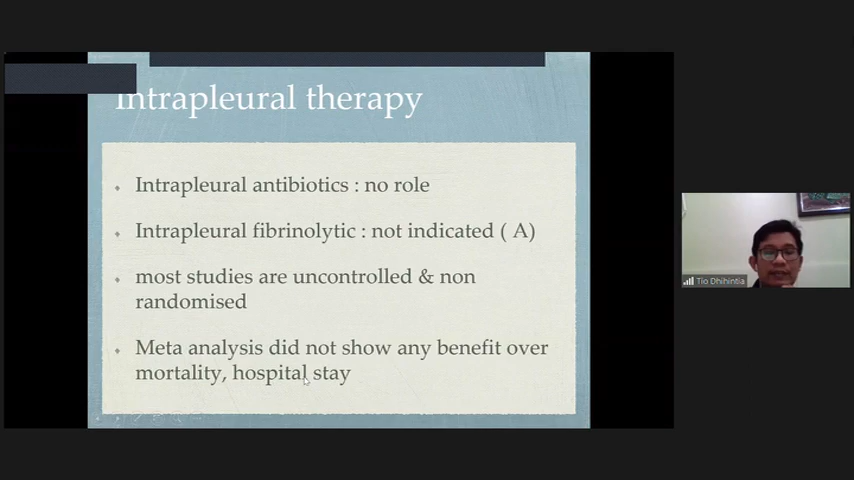 Intrapleural therapy
Intrapleural antibiotics : no role
Intrapleural fibrinolytic : not indicated ( A)
most studies are uncontrolled & non
randomised
Meta analysis did not show any benefit over
mortality, hospital stay
Tio Dhihintia